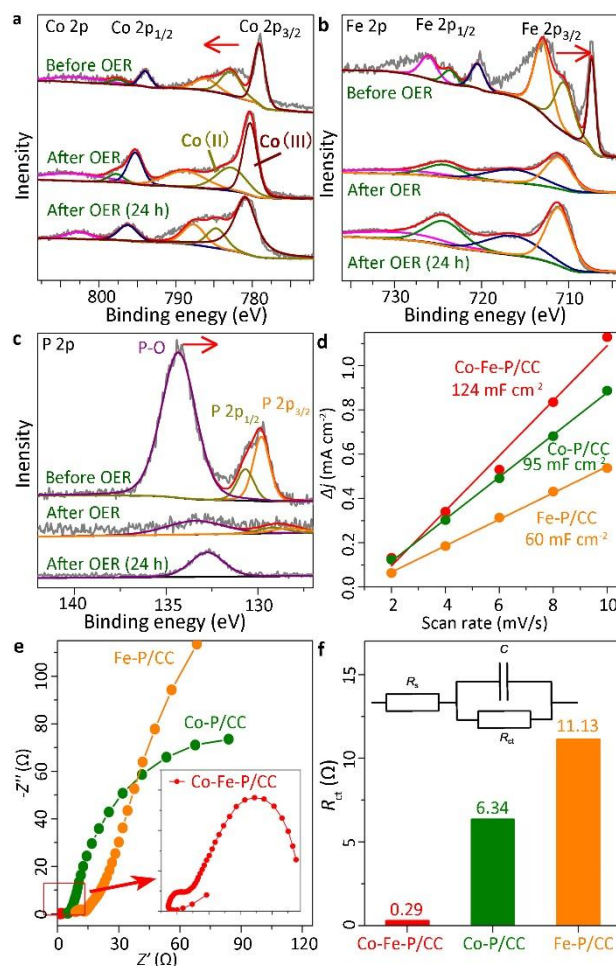 a Co 2p Co 2p1/2 Co 2p3/2
Before OER
Co (II) Co (III)
After OER
After OER (24 h)
Inensity
800 790 780
Binding enegy (eV)
b Fe 2p Fe 2p1/2 Fe 2p3/2
Before OER
After OER
After OER (24 h)
Inensity
730 720 710
Binding enegy (eV)
c P 2p
P-O
P 2p1/2 P 2p3/2
Before OER
After OER
After OER (24 h)
Inensity
140 135 130
Binding enegy (eV)
d
Co-Fe-P/CC
124 mF cm-2
Co-P/CC
95 mF cm-2
Fe-P/CC
60 mF cm-2
Δj (mA cm-2)
1.0
0.8
0.6
0.4
0.2
0.0
2 4 6 8 10
Scan rate (mV/s)
e
Fe-P/CC
Co-P/CC
Co-Fe-P/CC
-Z'' (Ω)
100
80
60
40
20
0
0 30 60 90 120
Z' (Ω)
f
C
Rs
Rct
Rct (Ω)
15
10
5
0
0.29
6.34
11.13
Co-Fe-P/CC Co-P/CC Fe-P/CC